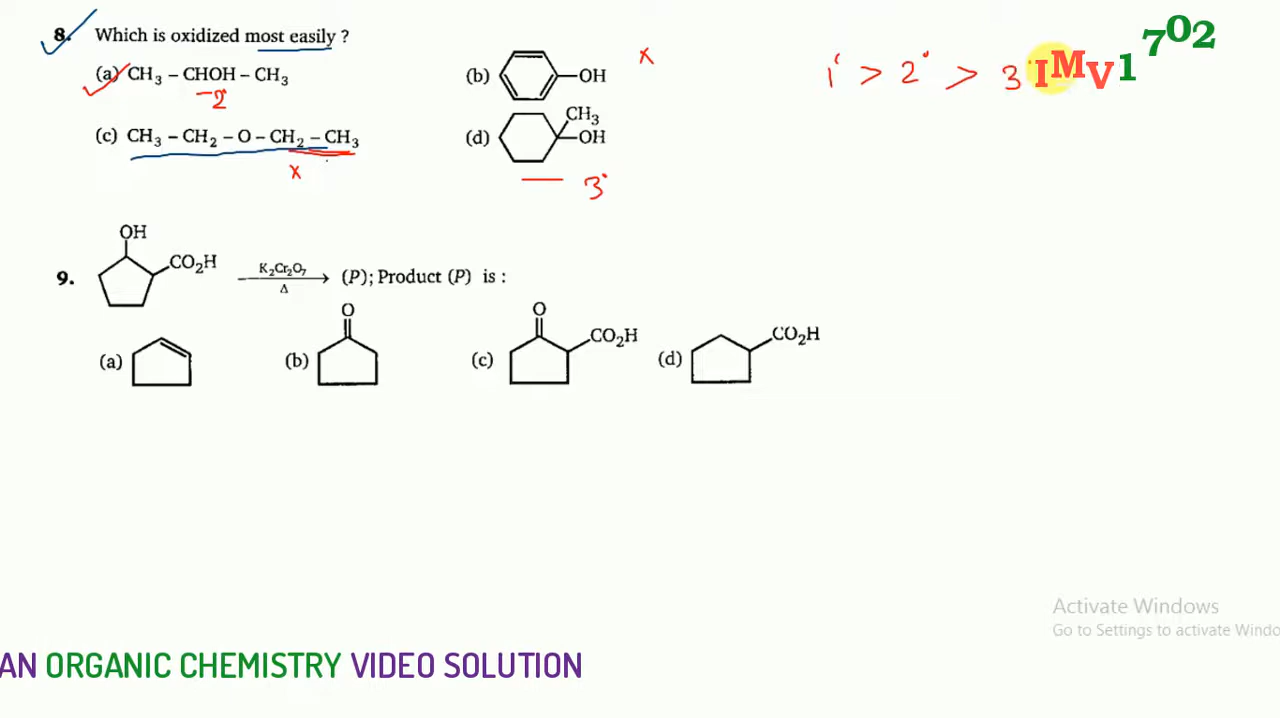 8. Which is oxidized most easily ?
(a) CH₃ – CHOH – CH₃
2°
(b) OH
x
(c) CH₃ – CH₂ – O – CH₂ – CH₃
x
(d) CH₃
OH
3°
1° > 2° > 3°
IMV1702
9. OH
CO₂H
K₂Cr₂O₇
Δ
(P); Product (P) is :
(a)
(b) O
(c) O
CO₂H
(d) CO₂H
Activate Windows
Go to Settings to activate Windo
AN ORGANIC CHEMISTRY VIDEO SOLUTION